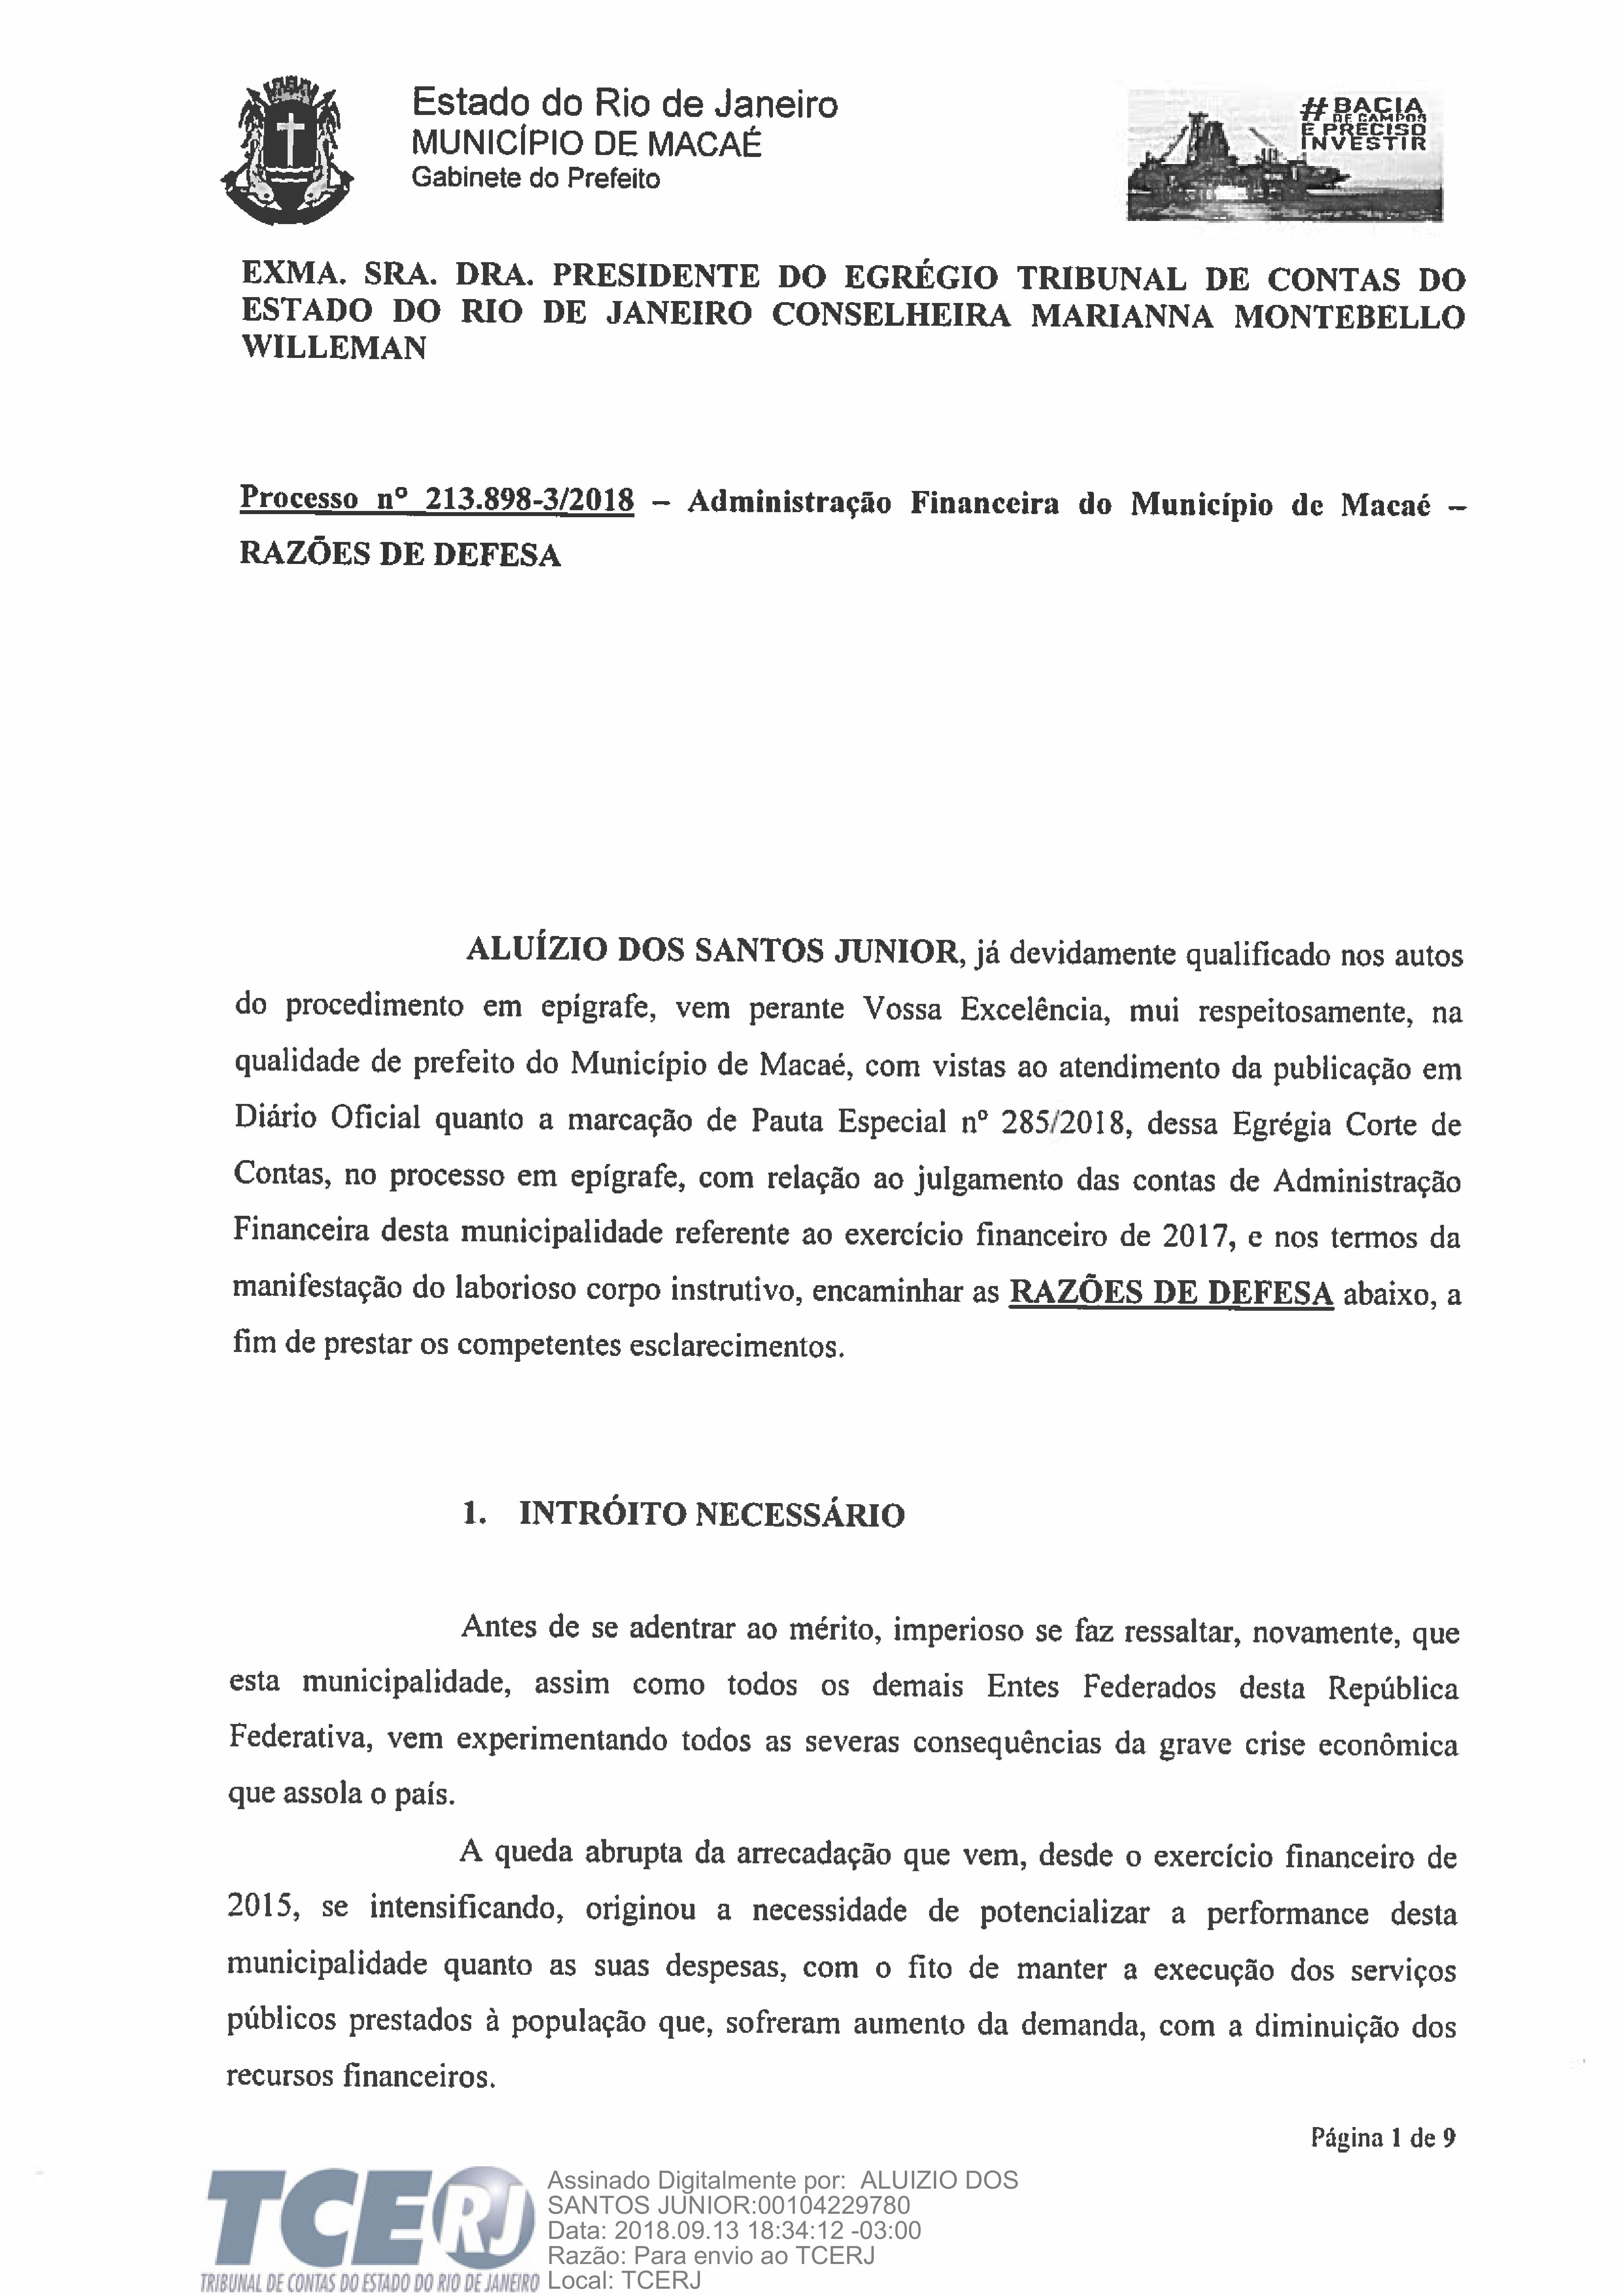 Estado do Rio de Janeiro
MUNICÍPIO DE MACAÉ
Gabinete do Prefeito
# BACIA
DE CAMPOS
É PRECISO
INVESTIR
EXMA. SRA. DRA. PRESIDENTE DO EGRÉGIO TRIBUNAL DE CONTAS DO
ESTADO DO RIO DE JANEIRO CONSELHEIRA MARIANNA MONTEBELLO
WILLEMAN
Processo nº 213.898-3/2018 – Administração Financeira do Município de Macaé –
RAZÕES DE DEFESA
ALUÍZIO DOS SANTOS JUNIOR, já devidamente qualificado nos autos
do procedimento em epígrafe, vem perante Vossa Excelência, mui respeitosamente, na
qualidade de prefeito do Município de Macaé, com vistas ao atendimento da publicação em
Diário Oficial quanto a marcação de Pauta Especial nº 285/2018, dessa Egrégia Corte de
Contas, no processo em epígrafe, com relação ao julgamento das contas de Administração
Financeira desta municipalidade referente ao exercício financeiro de 2017, e nos termos da
manifestação do laborioso corpo instrutivo, encaminhar as RAZÕES DE DEFESA abaixo, a
fim de prestar os competentes esclarecimentos.
1. INTRÓITO NECESSÁRIO
Antes de se adentrar ao mérito, imperioso se faz ressaltar, novamente, que
esta municipalidade, assim como todos os demais Entes Federados desta República
Federativa, vem experimentando todos as severas consequências da grave crise econômica
que assola o país.
A queda abrupta da arrecadação que vem, desde o exercício financeiro de
2015, se intensificando, originou a necessidade de potencializar a performance desta
municipalidade quanto as suas despesas, com o fito de manter a execução dos serviços
públicos prestados à população que, sofreram aumento da demanda, com a diminuição dos
recursos financeiros.
Página 1 de 9
TCERJ
TRIBUNAL DE CONTAS DO ESTADO DO RIO DE JANEIRO
Assinado Digitalmente por: ALUIZIO DOS
SANTOS JUNIOR:00104229780
Data: 2018.09.13 18:34:12 -03:00
Razão: Para envio ao TCERJ
Local: TCERJ